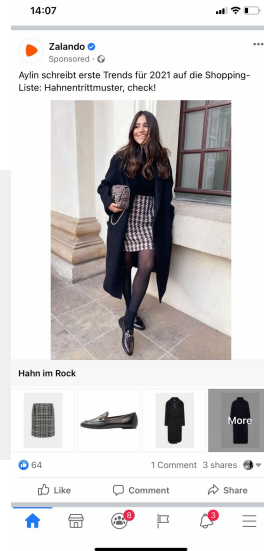 14:07
Zalando
Sponsored ·
Aylin schreibt erste Trends für 2021 auf die Shopping-
Liste: Hahnentrittmuster, check!
Hahn im Rock
More
64
1 Comment 3 shares
Like
Comment
Share
8
3